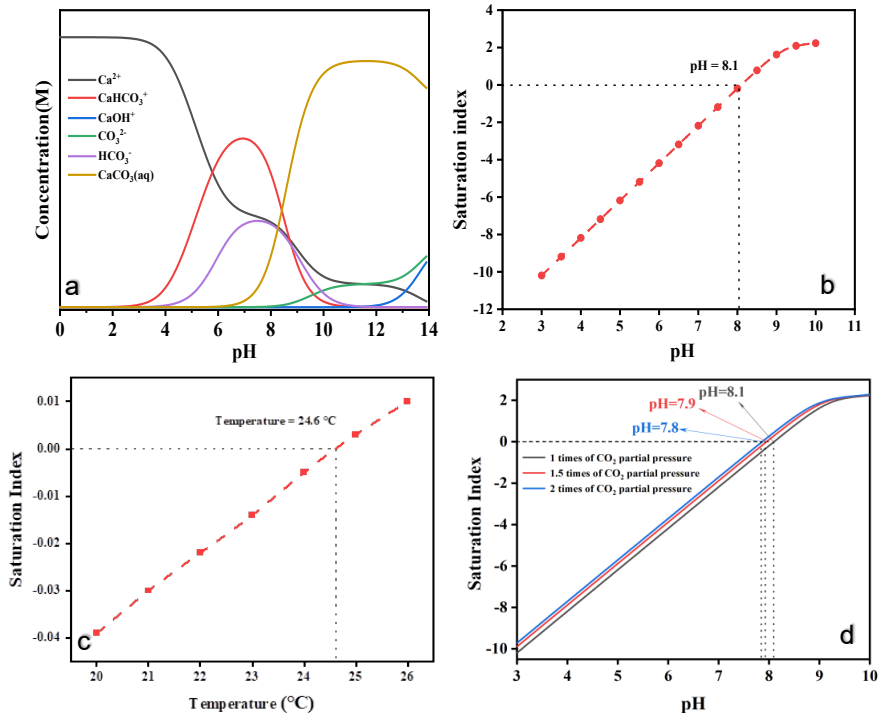 Concentration(M)
Ca²⁺
CaHCO₃⁺
CaOH⁺
CO₃²⁻
HCO₃⁻
CaCO₃(aq)
a
0 2 4 6 8 10 12 14
pH
Saturation index
4
2
0
-2
-4
-6
-8
-10
-12
pH = 8.1
b
2 3 4 5 6 7 8 9 10 11
pH
Saturation Index
0.01
0.00
-0.01
-0.02
-0.03
-0.04
Temperature = 24.6 °C
c
20 21 22 23 24 25 26
Temperature (°C)
Saturation Index
2
0
-2
-4
-6
-8
-10
pH=8.1
pH=7.9
pH=7.8
1 times of CO₂ partial pressure
1.5 times of CO₂ partial pressure
2 times of CO₂ partial pressure
d
3 4 5 6 7 8 9 10
pH